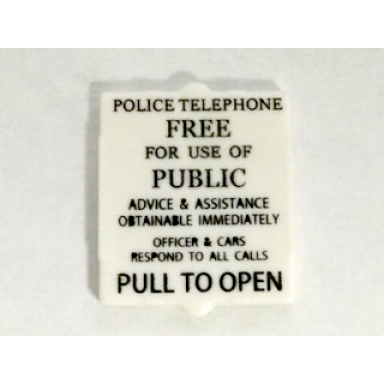 POLICE TELEPHONE
FREE
FOR USE OF
PUBLIC
ADVICE & ASSISTANCE
OBTAINABLE IMMEDIATELY
OFFICER & CARS
RESPOND TO ALL CALLS
PULL TO OPEN